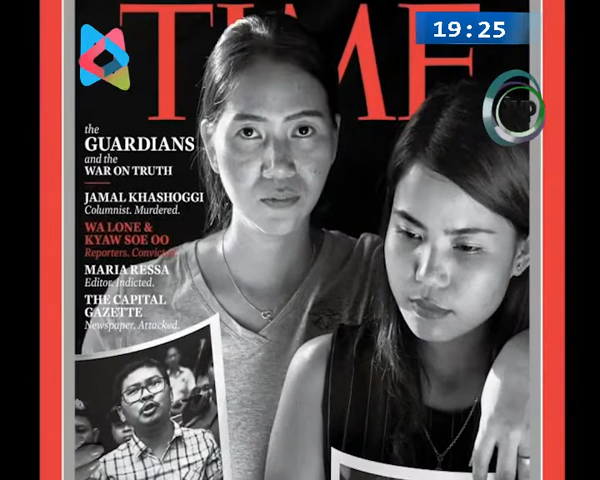 TIME
19:25
the
GUARDIANS
and the
WAR ON TRUTH
JAMAL KHASHOGGI
Columnist. Murdered.
WA LONE &
KYAW SOE OO
Reporters. Convicted.
MARIA RESSA
Editor. Indicted.
THE CAPITAL
GAZETTE
Newspaper. Attacked.